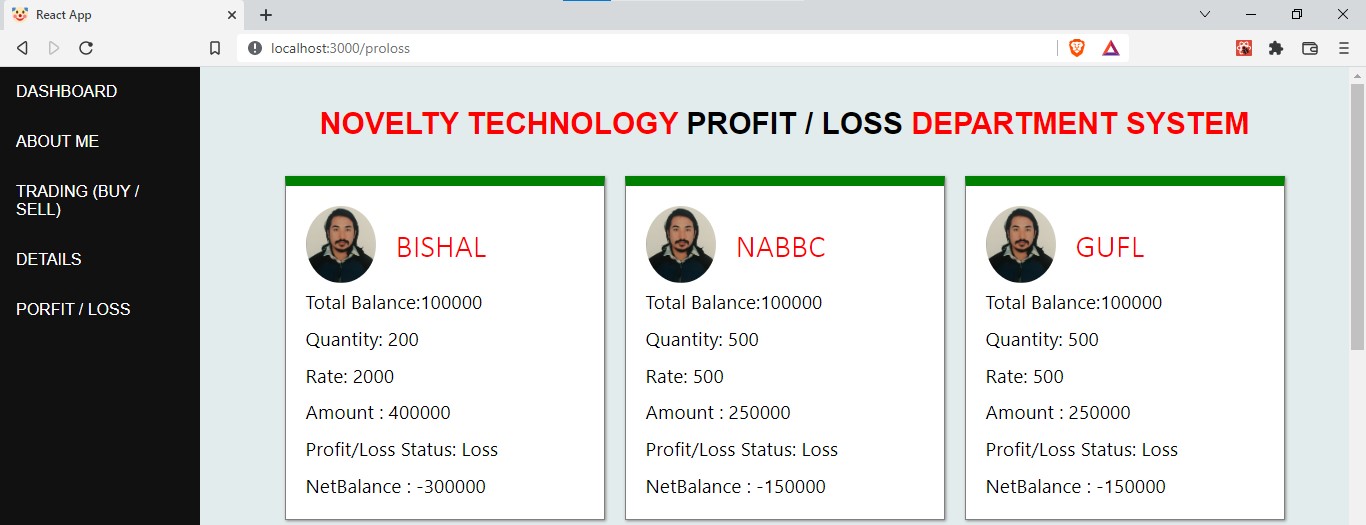 React App
localhost:3000/proloss
DASHBOARD
ABOUT ME
TRADING (BUY /
SELL)
DETAILS
PORFIT / LOSS
NOVELTY TECHNOLOGY PROFIT / LOSS DEPARTMENT SYSTEM
BISHAL
Total Balance:100000
Quantity: 200
Rate: 2000
Amount : 400000
Profit/Loss Status: Loss
NetBalance : -300000
NABBC
Total Balance:100000
Quantity: 500
Rate: 500
Amount : 250000
Profit/Loss Status: Loss
NetBalance : -150000
GUFL
Total Balance:100000
Quantity: 500
Rate: 500
Amount : 250000
Profit/Loss Status: Loss
NetBalance : -150000